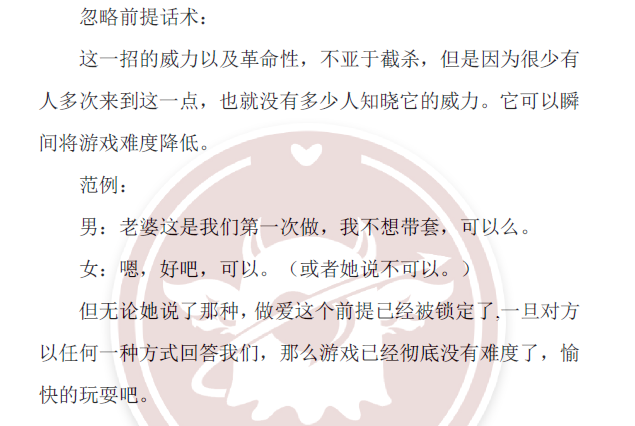 忽略前提话术：
这一招的威力以及革命性，不亚于截杀，但是因为很少有
人多次来到这一点，也就没有多少人知晓它的威力。它可以瞬
间将游戏难度降低。
范例：
男：老婆这是我们第一次做，我不想带套，可以么。
女：嗯，好吧，可以。（或者她说不可以。）
但无论她说了那种，做爱这个前提已经被锁定了,一旦对方
以任何一种方式回答我们，那么游戏已经彻底没有难度了，愉
快的玩耍吧。